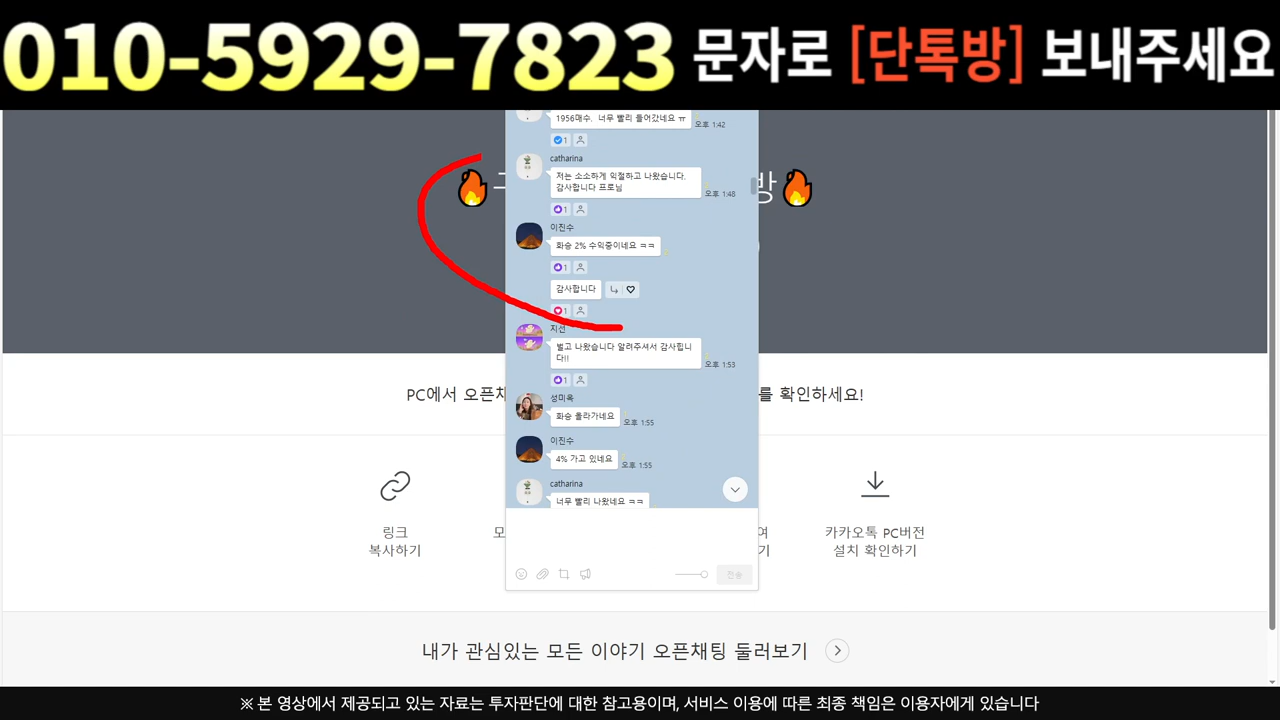 010-5929-7823 문자로 [단톡방] 보내주세요
1956매수. 너무 빨리 들어갔네요 ㅠ
오후 1:42
1
catharina
저는 소소하게 익절하고 나왔습니다.
감사합니다 프로님
오후 1:48
방
1
이진수
화승 2% 수익중이네요 ㅋㅋ
1
감사합니다
1
지선
벌고 나왔습니다 알려주셔서 감사힙니
다!!
오후 1:53
1
성미옥
화승 올라가네요
오후 1:55
이진수
4% 가고 있네요
오후 1:55
catharina
너무 빨리 나왔네요 ㅋㅋ
전송
PC에서 오픈채
를 확인하세요!
링크
복사하기
모
여
기
카카오톡 PC버전
설치 확인하기
내가 관심있는 모든 이야기 오픈채팅 둘러보기
※ 본 영상에서 제공되고 있는 자료는 투자판단에 대한 참고용이며, 서비스 이용에 따른 최종 책임은 이용자에게 있습니다